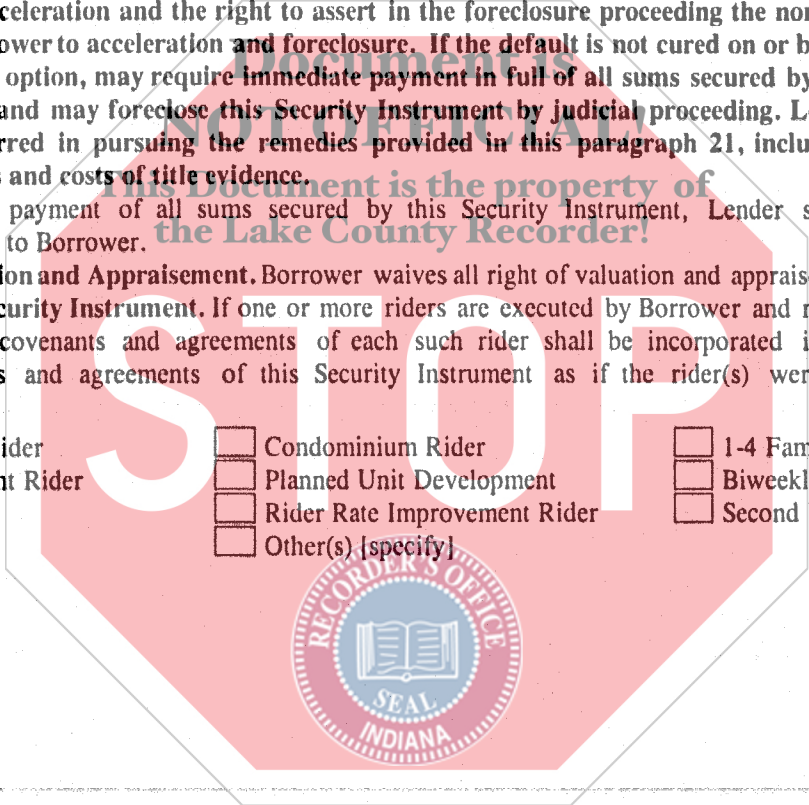 celeration and the right to assert in the foreclosure proceeding the no
ower to acceleration and foreclosure. If the default is not cured on or b
option, may require immediate payment in full of all sums secured by
and may foreclose this Security Instrument by judicial proceeding. L
rred in pursuing the remedies provided in this paragraph 21, inclu
and costs of title evidence.
payment of all sums secured by this Security Instrument, Lender s
to Borrower.
ion and Appraisement. Borrower waives all right of valuation and apprais
curity Instrument. If one or more riders are executed by Borrower and r
covenants and agreements of each such rider shall be incorporated i
s and agreements of this Security Instrument as if the rider(s) wer
ider Condominium Rider 1-4 Fam
nt Rider Planned Unit Development Biweekl
Rider Rate Improvement Rider Second
Other(s) [specify]
Document is
NOT OFFICIAL!
This Document is the property of
the Lake County Recorder!
STOP
RECORDER'S OFFICE
SEAL
INDIANA